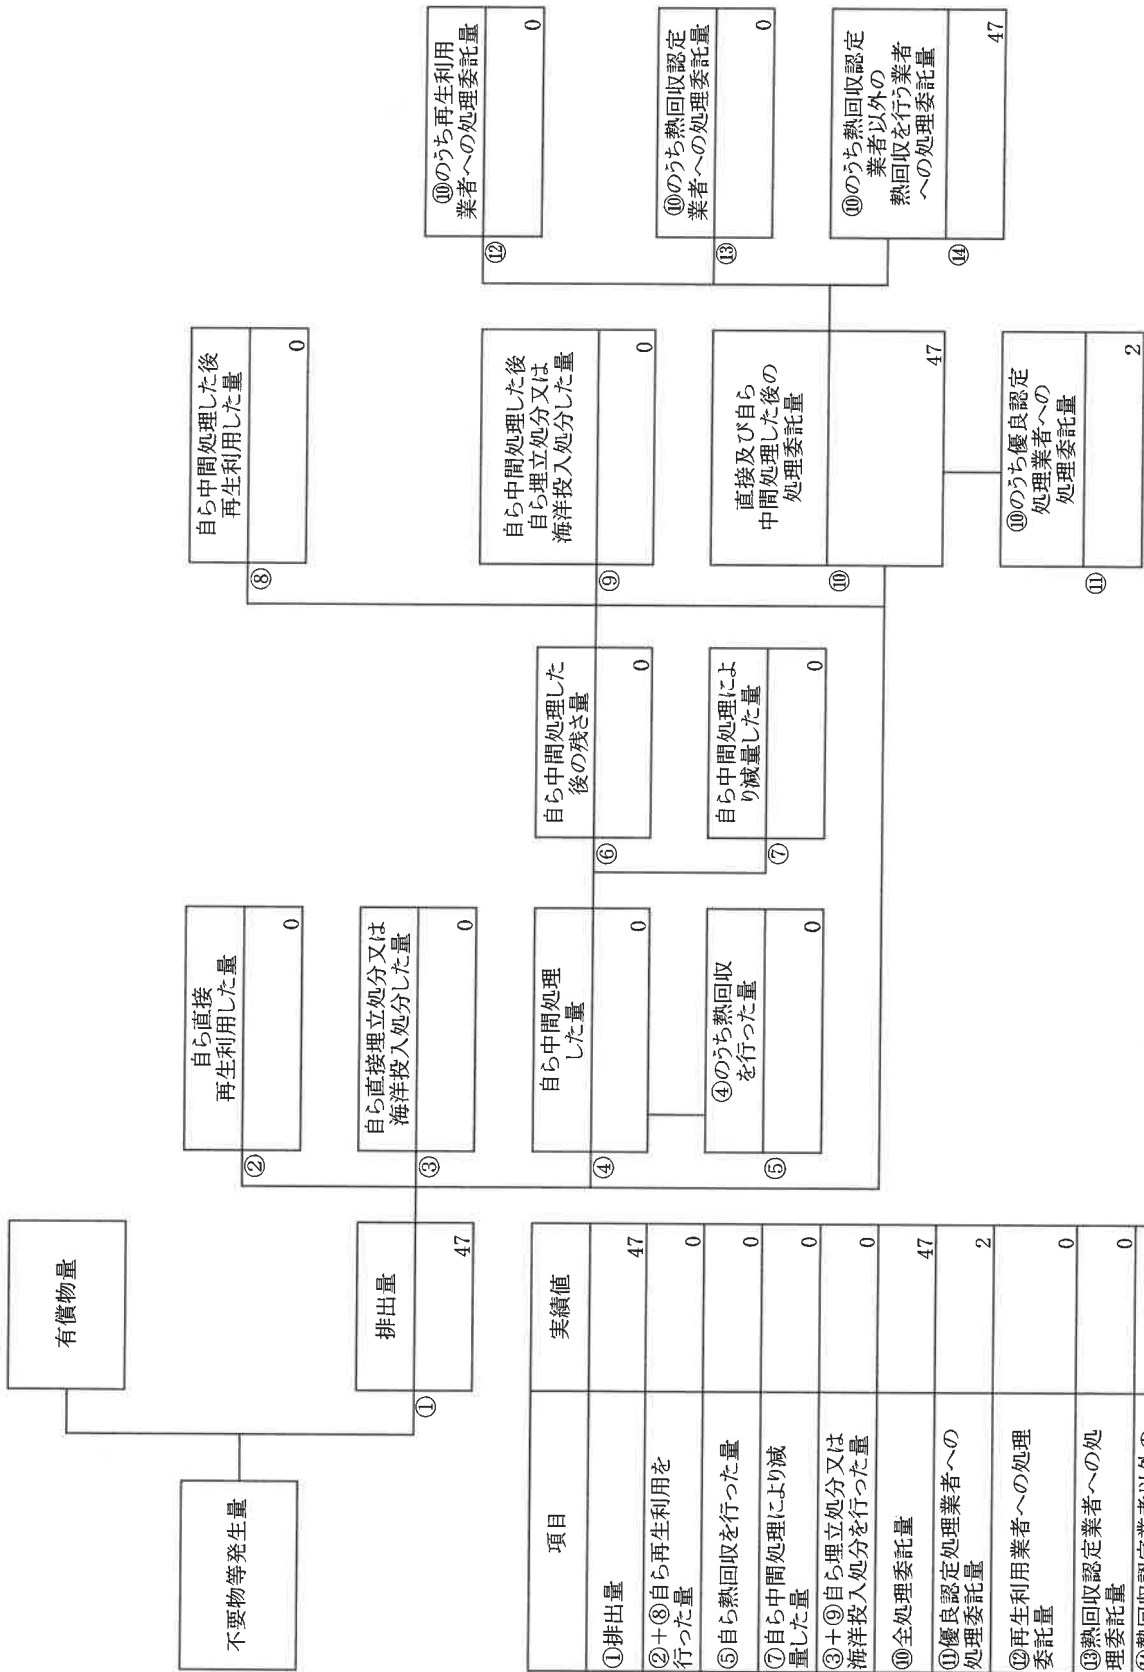 不要物等発生量
有償物量
①
排出量
47
②
自ら直接
再生利用した量
0
③
自ら直接埋立処分又は
海洋投入処分した量
0
④
自ら中間処理
した量
0
⑤
④のうち熱回収
を行った量
0
⑥
自ら中間処理した
後の残さ量
0
⑦
自ら中間処理によ
り減量した量
0
⑧
自ら中間処理した後
再生利用した量
0
⑨
自ら中間処理した後
自ら埋立処分又は
海洋投入処分した量
0
⑩
直接及び自ら
中間処理した後の
処理委託量
47
⑪
⑩のうち優良認定
処理業者への
処理委託量
2
⑫
⑩のうち再生利用
業者への処理委託量
0
⑬
⑩のうち熱回収認定
業者への処理委託量
0
⑭
⑩のうち熱回収認定
業者以外の
熱回収を行う業者
への処理委託量
47
項目
実績値
①排出量
47
②+⑧自ら再生利用を
行った量
0
⑤自ら熱回収を行った量
0
⑦自ら中間処理により減
量した量
0
③+⑨自ら埋立処分又は
海洋投入処分を行った量
0
⑩全処理委託量
47
⑪優良認定処理業者への
処理委託量
2
⑫再生利用業者への処理
委託量
0
⑬熱回収認定業者への処
理委託量
0